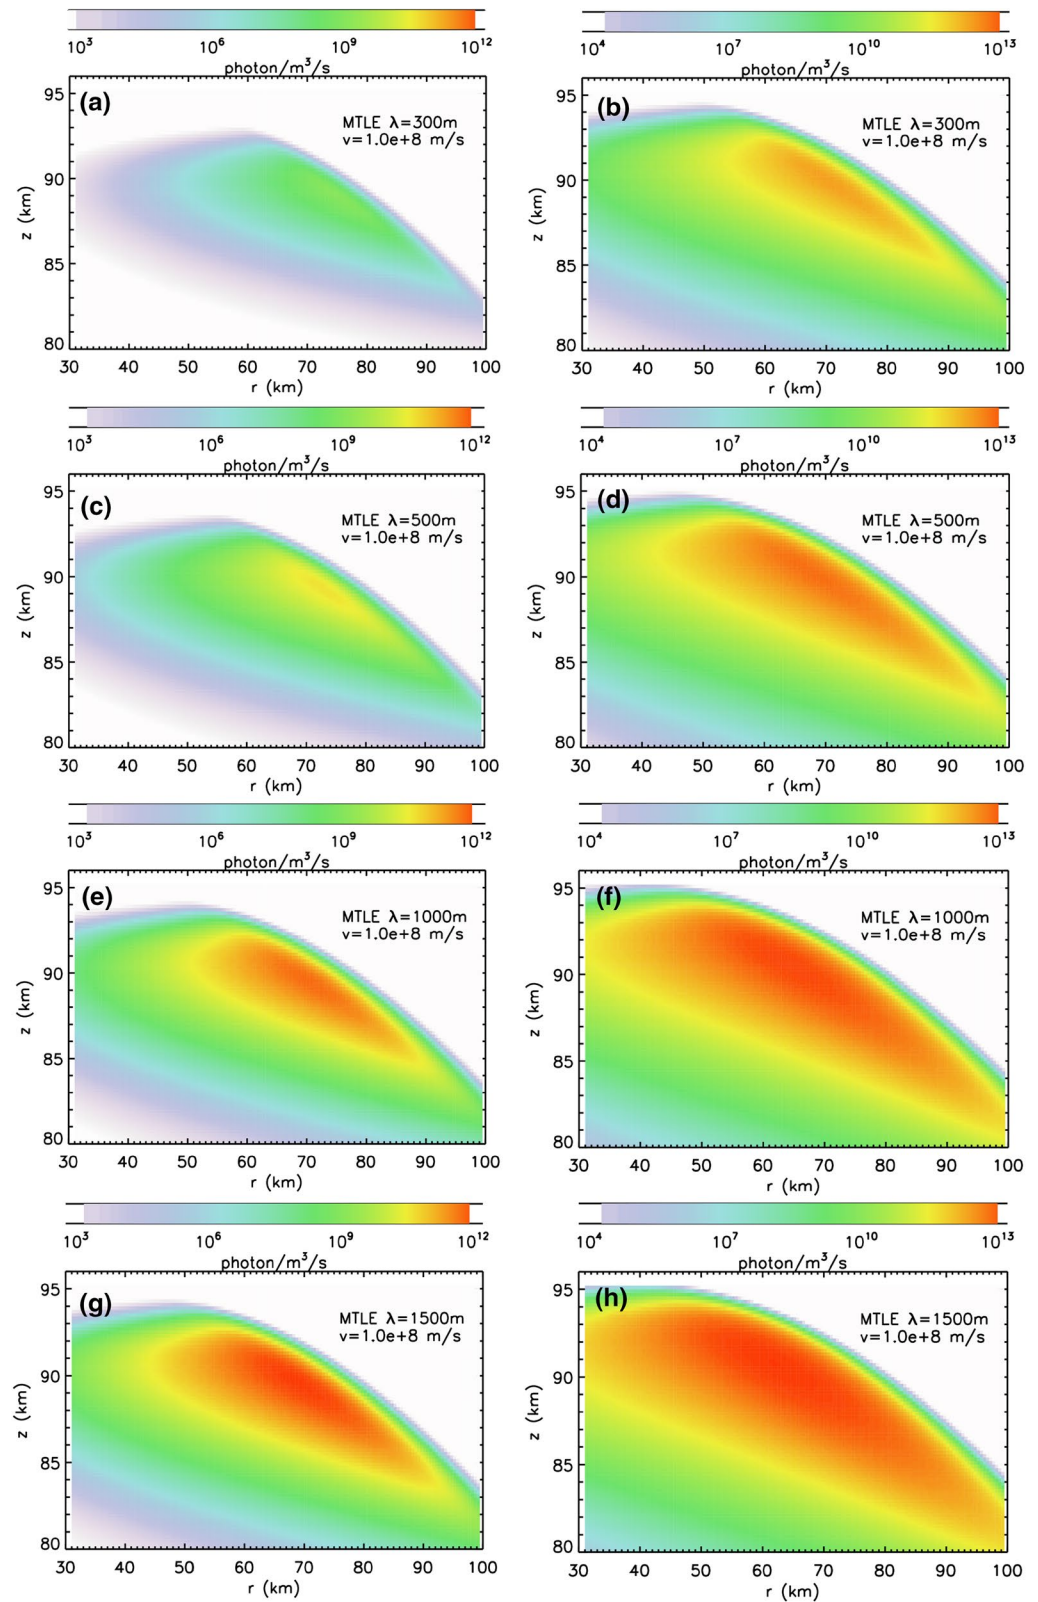 10³ 10⁶ 10⁹ 10¹²
photon/m³/s
(a)
MTLE λ=300m
v=1.0e+8 m/s
95
90
85
80
z (km)
30 40 50 60 70 80 90 100
r (km)
10⁴ 10⁷ 10¹⁰ 10¹³
photon/m³/s
(b)
MTLE λ=300m
v=1.0e+8 m/s
95
90
85
80
z (km)
30 40 50 60 70 80 90 100
r (km)
10³ 10⁶ 10⁹ 10¹²
photon/m³/s
(c)
MTLE λ=500m
v=1.0e+8 m/s
95
90
85
80
z (km)
30 40 50 60 70 80 90 100
r (km)
10⁴ 10⁷ 10¹⁰ 10¹³
photon/m³/s
(d)
MTLE λ=500m
v=1.0e+8 m/s
95
90
85
80
z (km)
30 40 50 60 70 80 90 100
r (km)
10³ 10⁶ 10⁹ 10¹²
photon/m³/s
(e)
MTLE λ=1000m
v=1.0e+8 m/s
95
90
85
80
z (km)
30 40 50 60 70 80 90 100
r (km)
10⁴ 10⁷ 10¹⁰ 10¹³
photon/m³/s
(f)
MTLE λ=1000m
v=1.0e+8 m/s
95
90
85
80
z (km)
30 40 50 60 70 80 90 100
r (km)
10³ 10⁶ 10⁹ 10¹²
photon/m³/s
(g)
MTLE λ=1500m
v=1.0e+8 m/s
95
90
85
80
z (km)
30 40 50 60 70 80 90 100
r (km)
10⁴ 10⁷ 10¹⁰ 10¹³
photon/m³/s
(h)
MTLE λ=1500m
v=1.0e+8 m/s
95
90
85
80
z (km)
30 40 50 60 70 80 90 100
r (km)